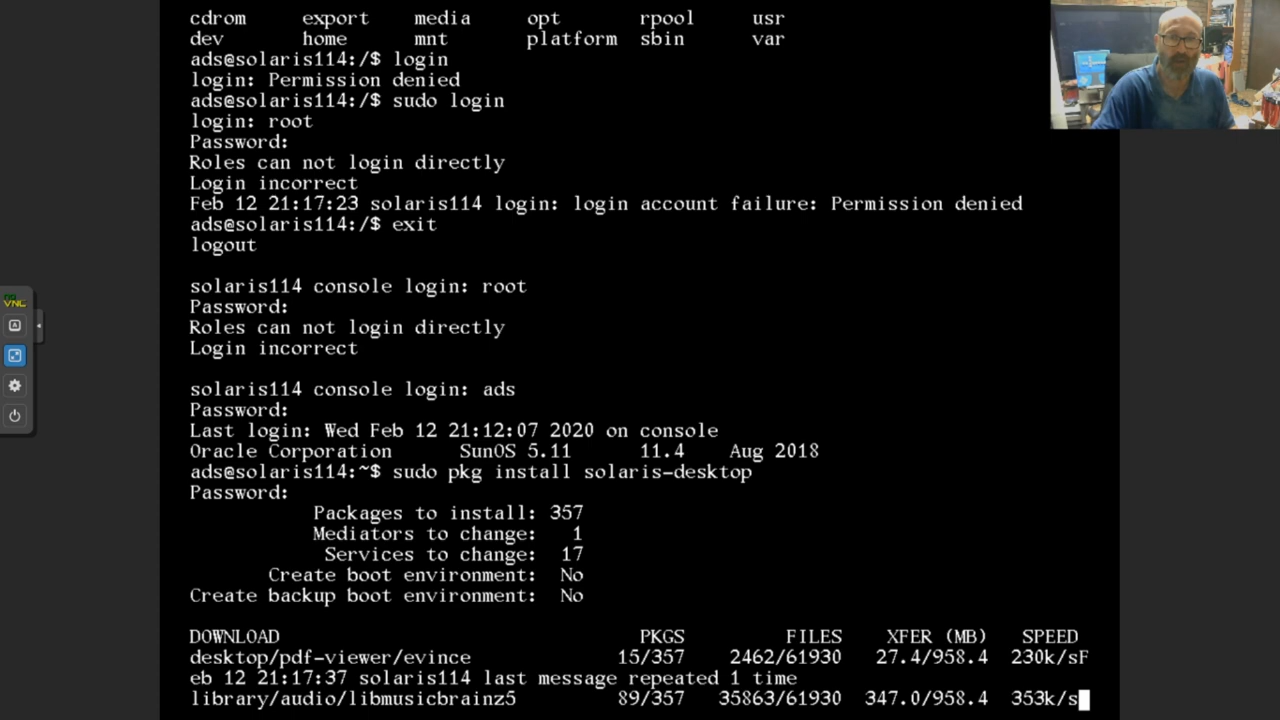 cdrom export media opt rpool usr
dev home mnt platform sbin var
ads@solaris114:/$ login
login: Permission denied
ads@solaris114:/$ sudo login
login: root
Password:
Roles can not login directly
Login incorrect
Feb 12 21:17:23 solaris114 login: login account failure: Permission denied
ads@solaris114:/$ exit
logout
solaris114 console login: root
Password:
Roles can not login directly
Login incorrect
solaris114 console login: ads
Password:
Last login: Wed Feb 12 21:12:07 2020 on console
Oracle Corporation SunOS 5.11 11.4 Aug 2018
ads@solaris114:~$ sudo pkg install solaris-desktop
Password:
Packages to install: 357
Mediators to change: 1
Services to change: 17
Create boot environment: No
Create backup boot environment: No
DOWNLOAD PKGS FILES XFER (MB) SPEED
desktop/pdf-viewer/evince 15/357 2462/61930 27.4/958.4 230k/sF
eb 12 21:17:37 solaris114 last message repeated 1 time
library/audio/libmusicbrainz5 89/357 35863/61930 347.0/958.4 353k/s
no
VNC
A